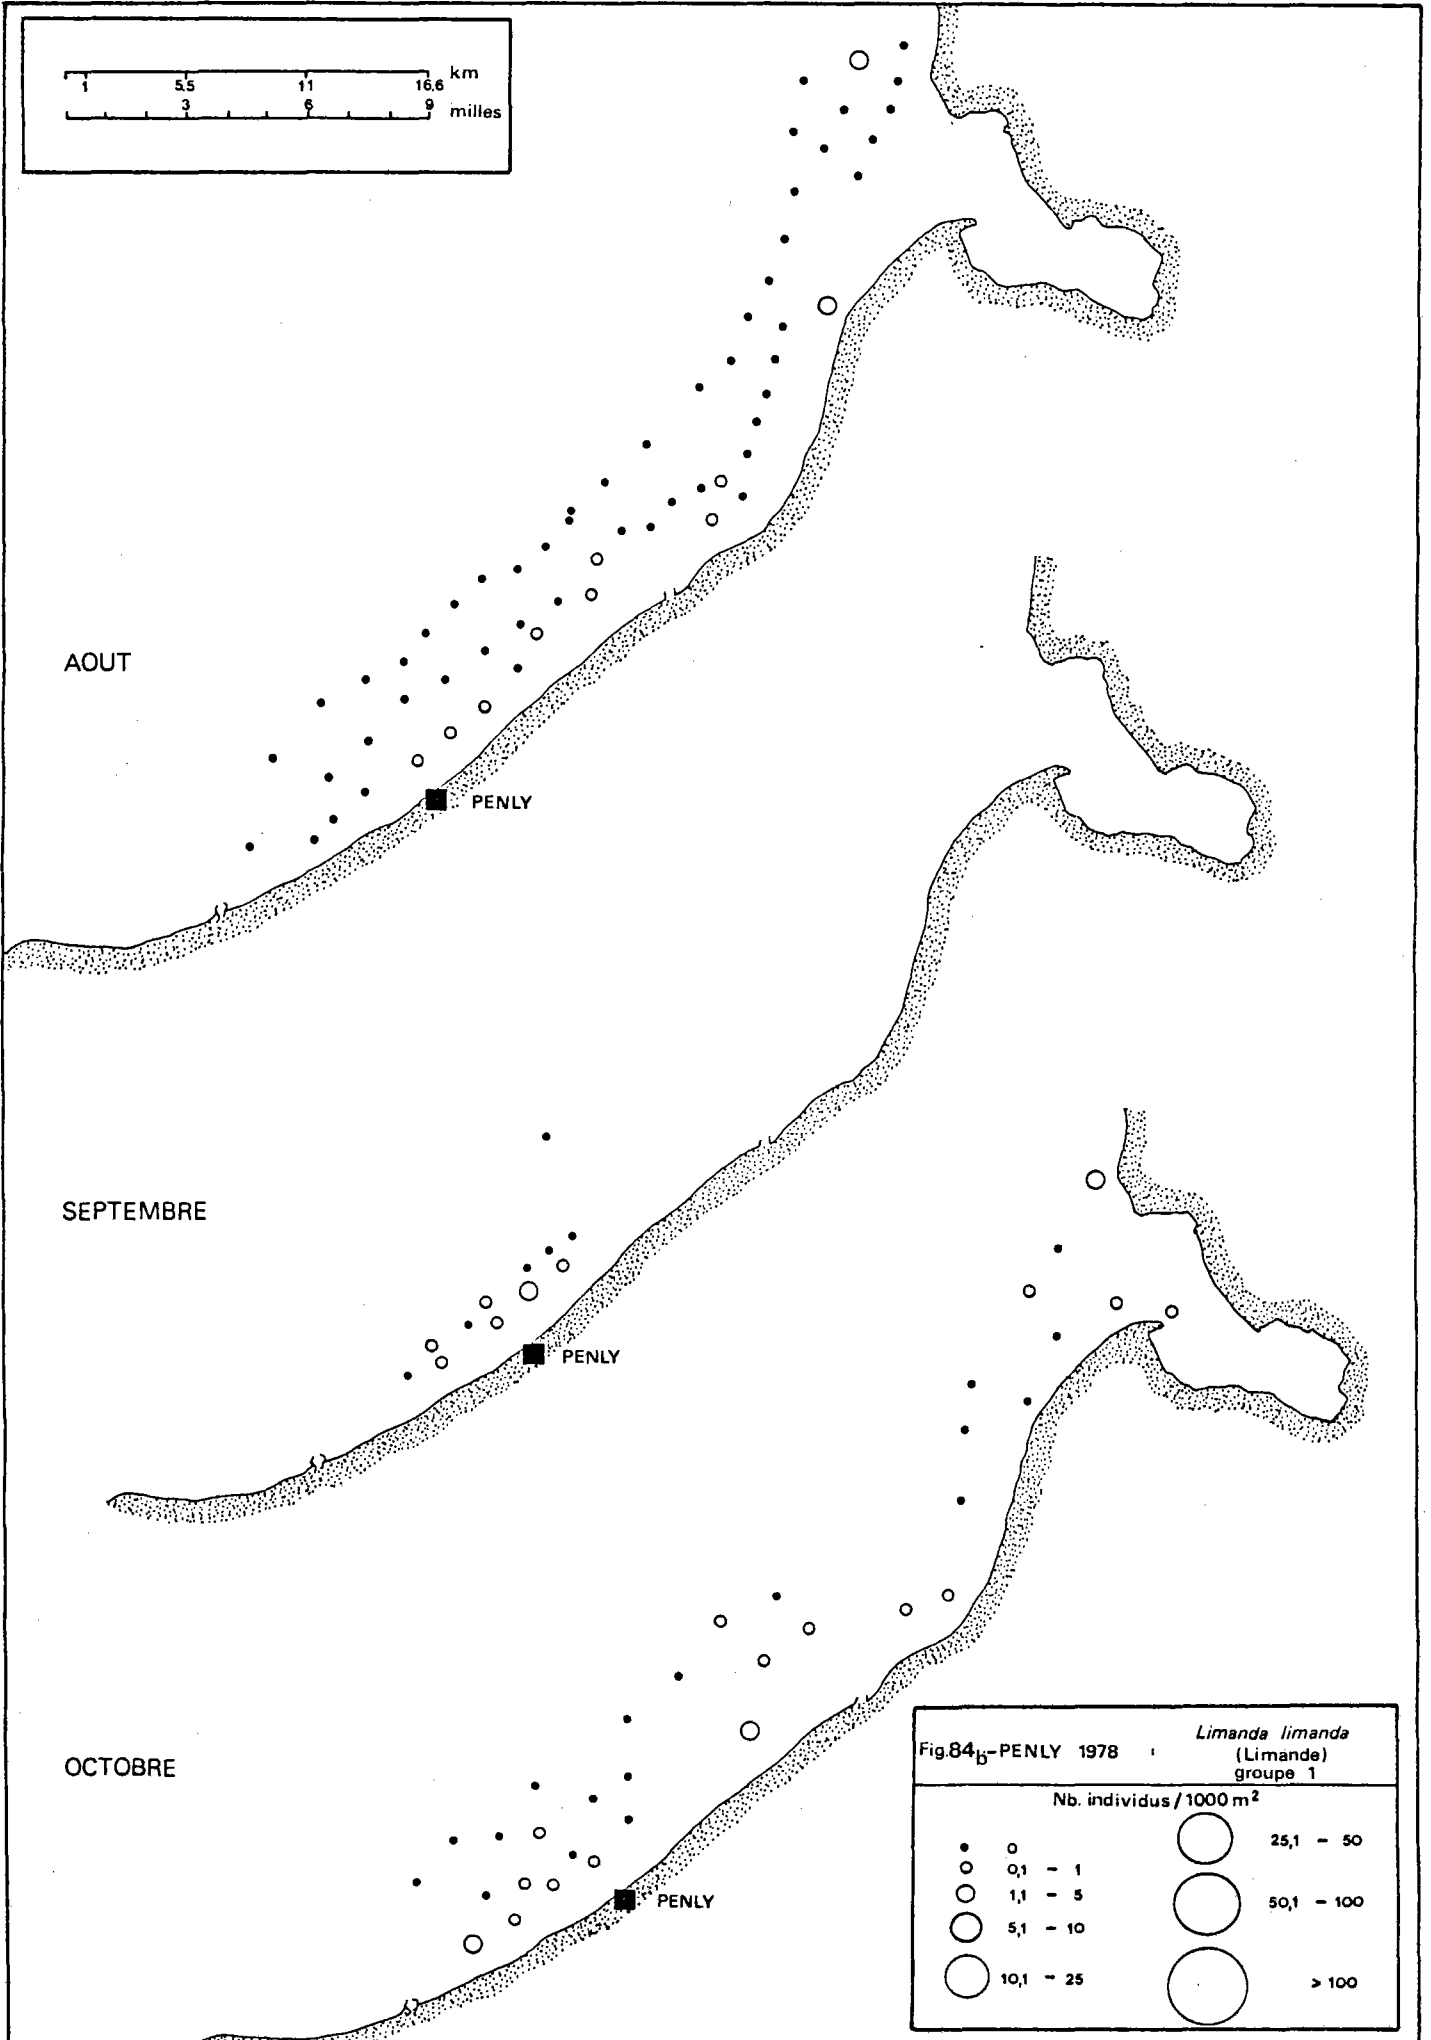 km
1 5.5 11 16,6
3 6 9
milles
AOUT
PENLY
SEPTEMBRE
PENLY
OCTOBRE
PENLY
Fig.84b-PENLY 1978
Limanda limanda
(Limande)
groupe 1
Nb. individus / 1000 m²
0
0,1 - 1
1,1 - 5
5,1 - 10
10,1 - 25
25,1 - 50
50,1 - 100
> 100